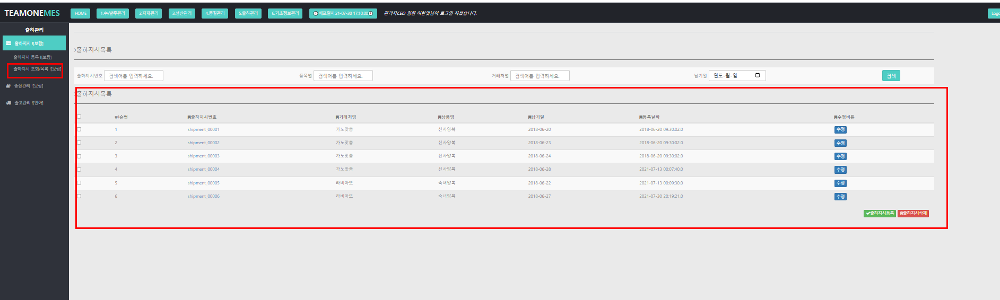 TEAMONEMES HOME 1.수/발주관리 2.자재관리 3.생산관리 4.품질관리 5.출하관리 6.기초정보관리 배포일시:21-07-30 17:10:00 관리자CEO 임원 이한빛님이 로그인 하셨습니다. Logo
출하관리
출하지시 ![보람]
출하지시 등록 ![보람]
출하지시 조회/목록 ![보람]
송장관리 ![보람]
출고관리 ![민아]
>출하지시목록
출하지시번호 검색어를 입력하세요. 품목별 검색어를 입력하세요. 거래처별 검색어를 입력하세요. 납기일 연도-월-일 검색
>출하지시목록
순번 출하지시번호 거래처명 상품명 납기일 등록날짜 수정버튼
1 shipment_00001 가노맞춤 신사양복 2018-06-20 2018-06-20 09:30:02.0 수정
2 shipment_00002 가노맞춤 신사양복 2018-06-23 2018-06-20 09:30:02.0 수정
3 shipment_00003 가노맞춤 신사양복 2018-06-24 2018-06-20 09:30:02.0 수정
4 shipment_00004 가노맞춤 신사양복 2018-06-28 2021-07-13 00:07:40.0 수정
5 shipment_00005 라비아또 숙녀양복 2018-06-22 2021-07-13 00:09:30.0 수정
6 shipment_00006 라비아또 숙녀양복 2018-06-27 2021-07-30 20:19:21.0 수정
출하지시등록 출하지시삭제